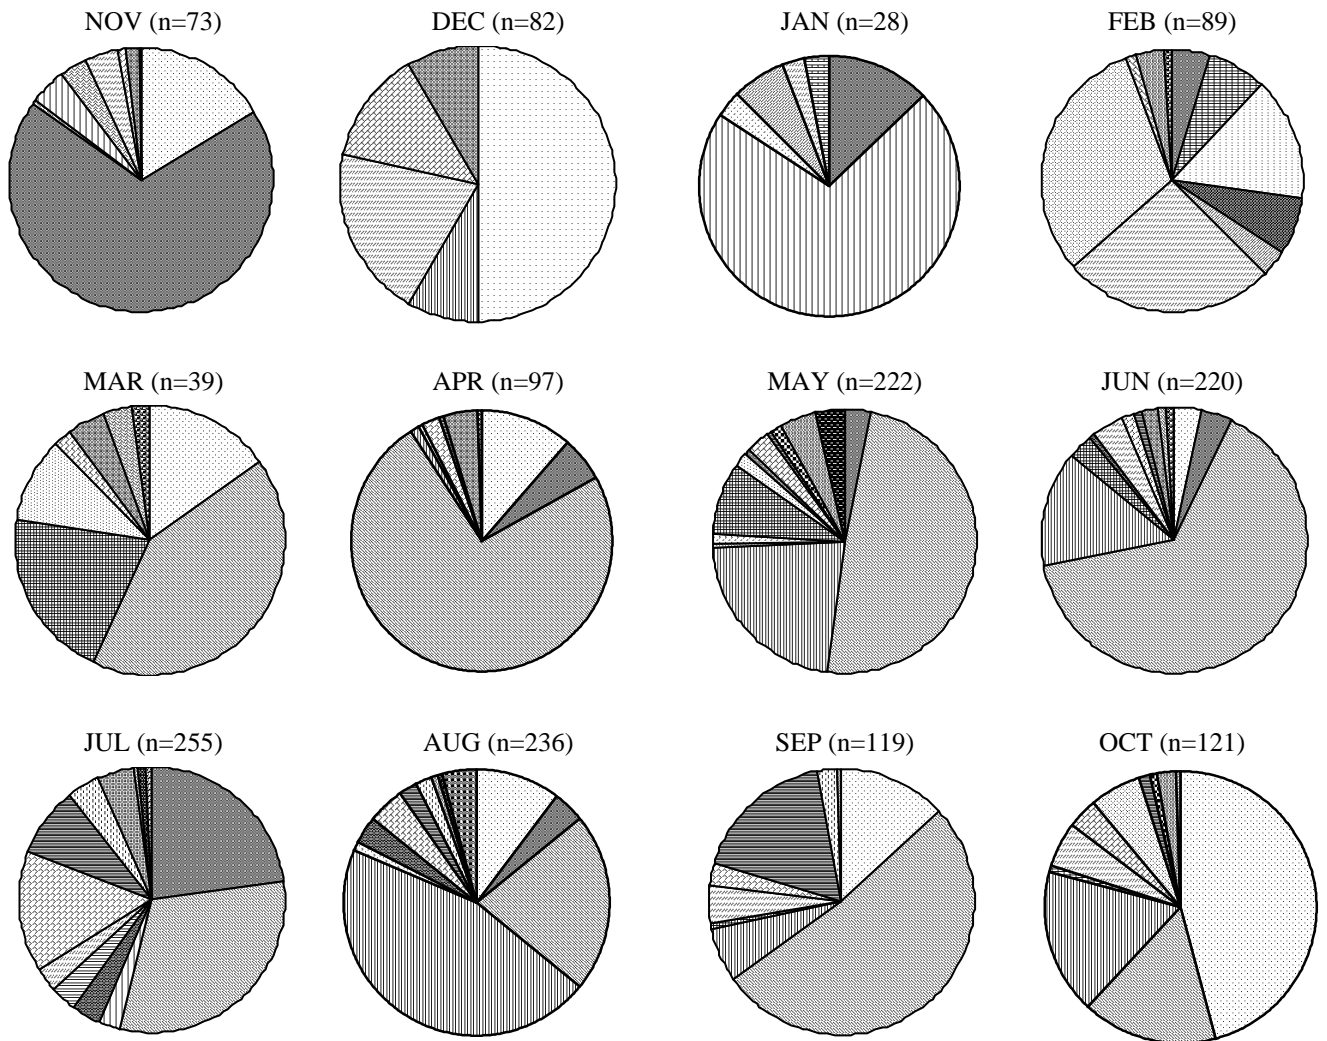 NOV (n=73) DEC (n=82) JAN (n=28) FEB (n=89)
MAR (n=39) APR (n=97) MAY (n=222) JUN (n=220)
JUL (n=255) AUG (n=236) SEP (n=119) OCT (n=121)